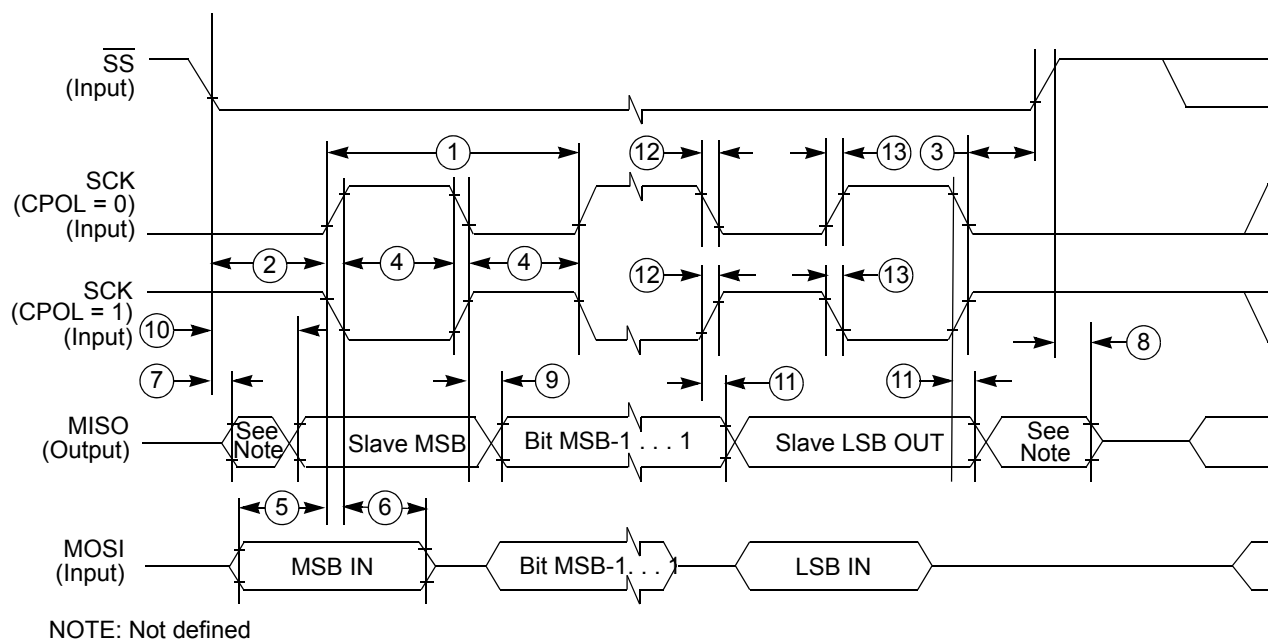 SS
(Input)
1
12
13
3
SCK
(CPOL = 0)
(Input)
2
4
4
SCK
(CPOL = 1)
(Input)
12
13
10
8
7
9
11
11
MISO
(Output)
See
Note
Slave MSB
Bit MSB-1 . . . 1
Slave LSB OUT
See
Note
5
6
MOSI
(Input)
MSB IN
Bit MSB-1. . . 1
LSB IN
NOTE: Not defined